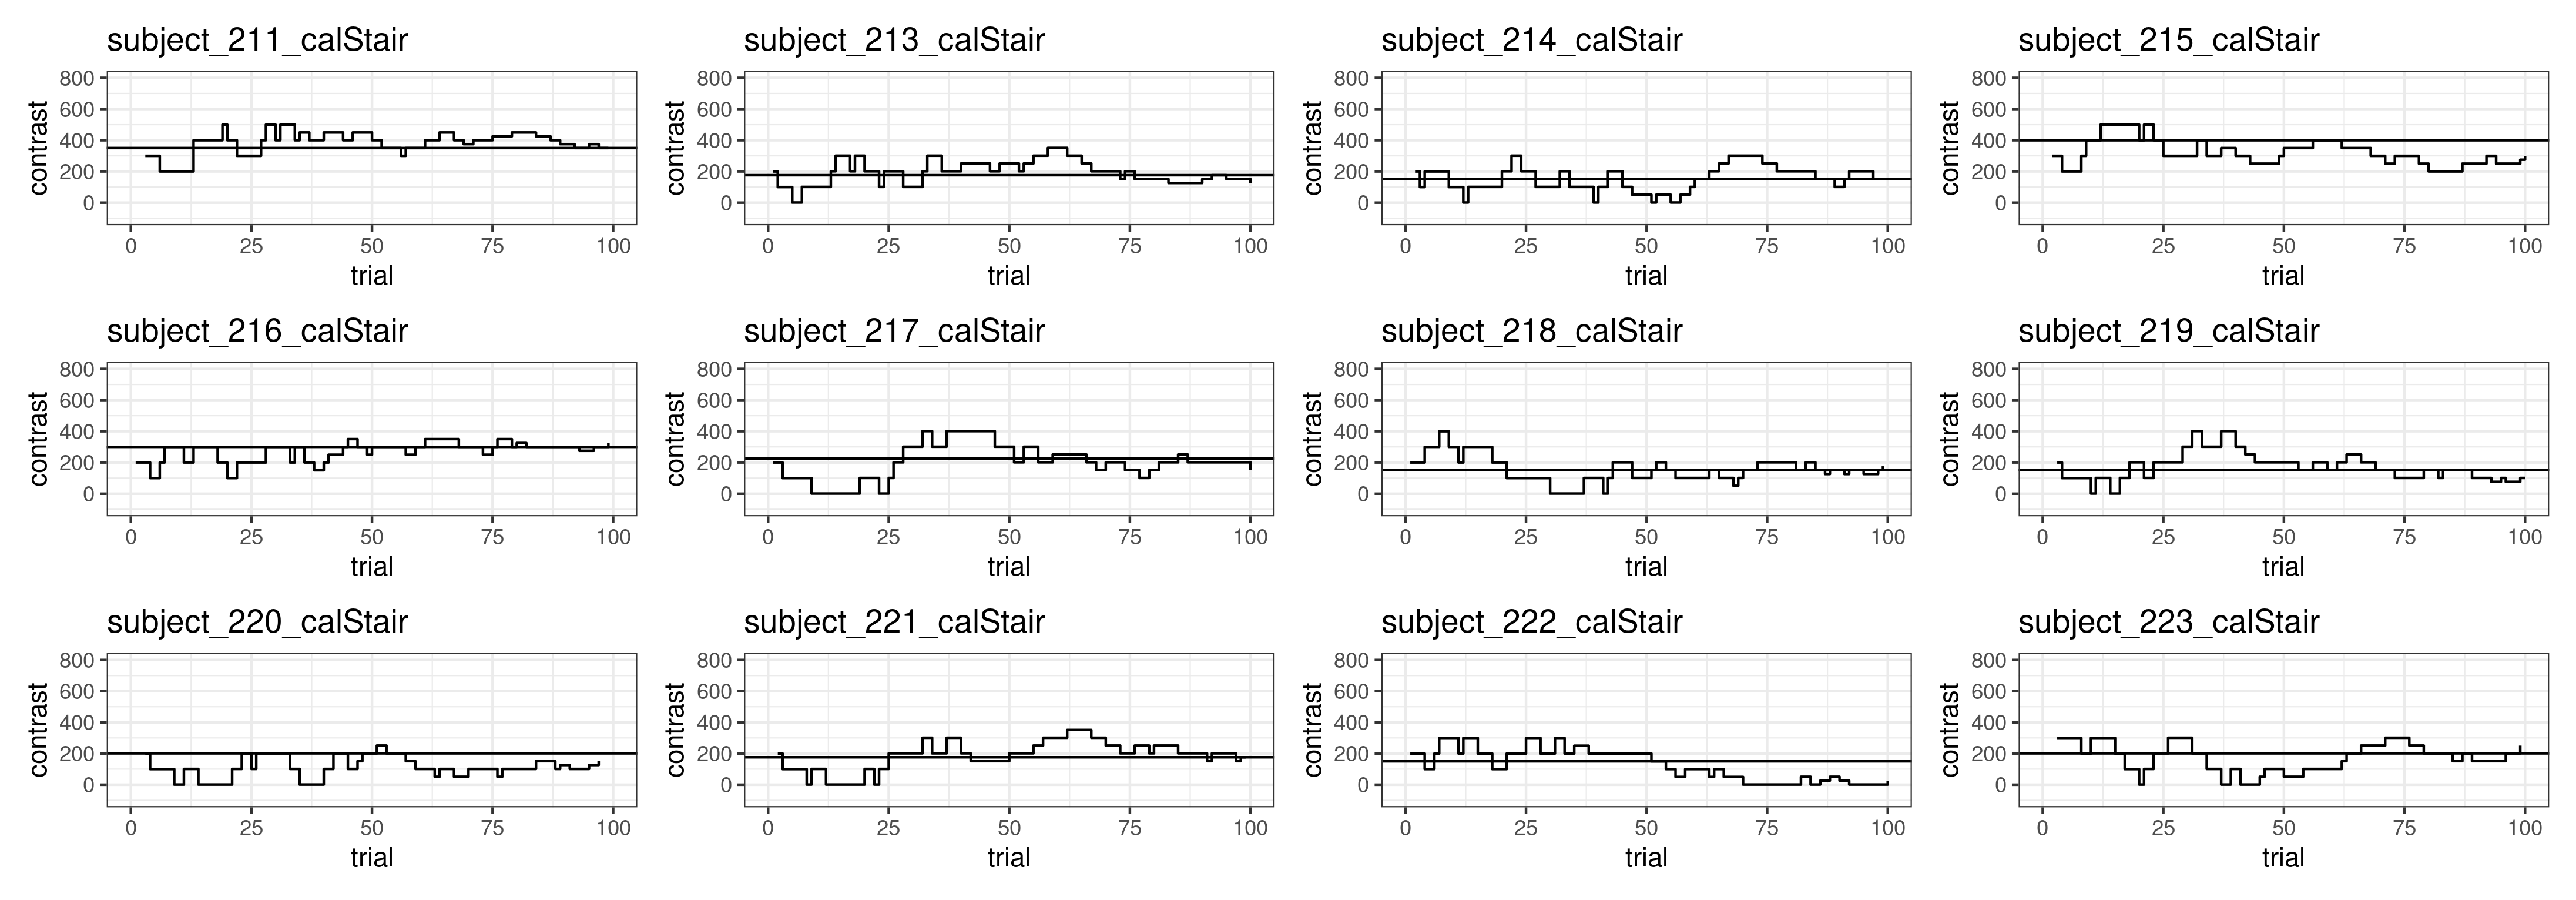 subject_211_calStair
800
600
400
200
0
contrast
0 25 50 75 100
trial
subject_213_calStair
800
600
400
200
0
contrast
0 25 50 75 100
trial
subject_214_calStair
800
600
400
200
0
contrast
0 25 50 75 100
trial
subject_215_calStair
800
600
400
200
0
contrast
0 25 50 75 100
trial
subject_216_calStair
800
600
400
200
0
contrast
0 25 50 75 100
trial
subject_217_calStair
800
600
400
200
0
contrast
0 25 50 75 100
trial
subject_218_calStair
800
600
400
200
0
contrast
0 25 50 75 100
trial
subject_219_calStair
800
600
400
200
0
contrast
0 25 50 75 100
trial
subject_220_calStair
800
600
400
200
0
contrast
0 25 50 75 100
trial
subject_221_calStair
800
600
400
200
0
contrast
0 25 50 75 100
trial
subject_222_calStair
800
600
400
200
0
contrast
0 25 50 75 100
trial
subject_223_calStair
800
600
400
200
0
contrast
0 25 50 75 100
trial